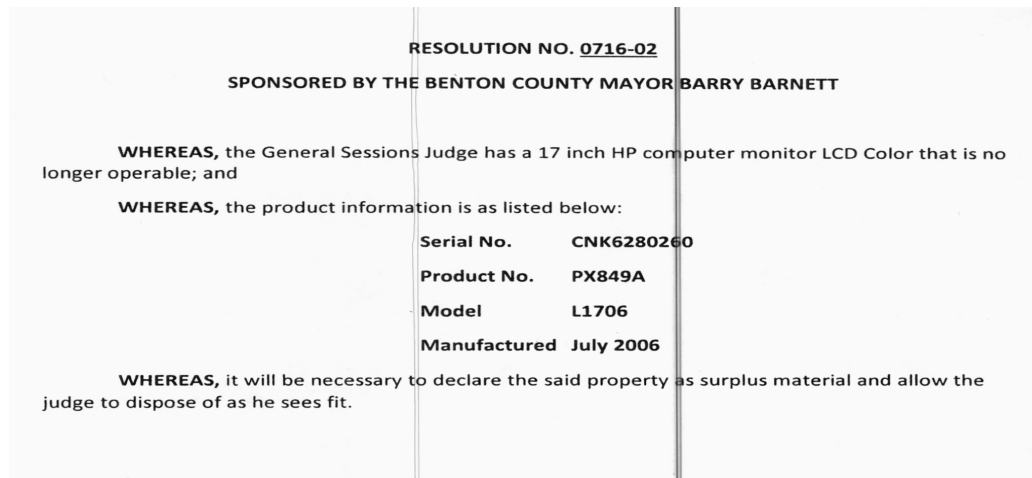 RESOLUTION NO. 0716-02
SPONSORED BY THE BENTON COUNTY MAYOR BARRY BARNETT
WHEREAS, the General Sessions Judge has a 17 inch HP computer monitor LCD Color that is no
longer operable; and
WHEREAS, the product information is as listed below:
Serial No. CNK6280260
Product No. PX849A
Model L1706
Manufactured July 2006
WHEREAS, it will be necessary to declare the said property as surplus material and allow the
judge to dispose of as he sees fit.